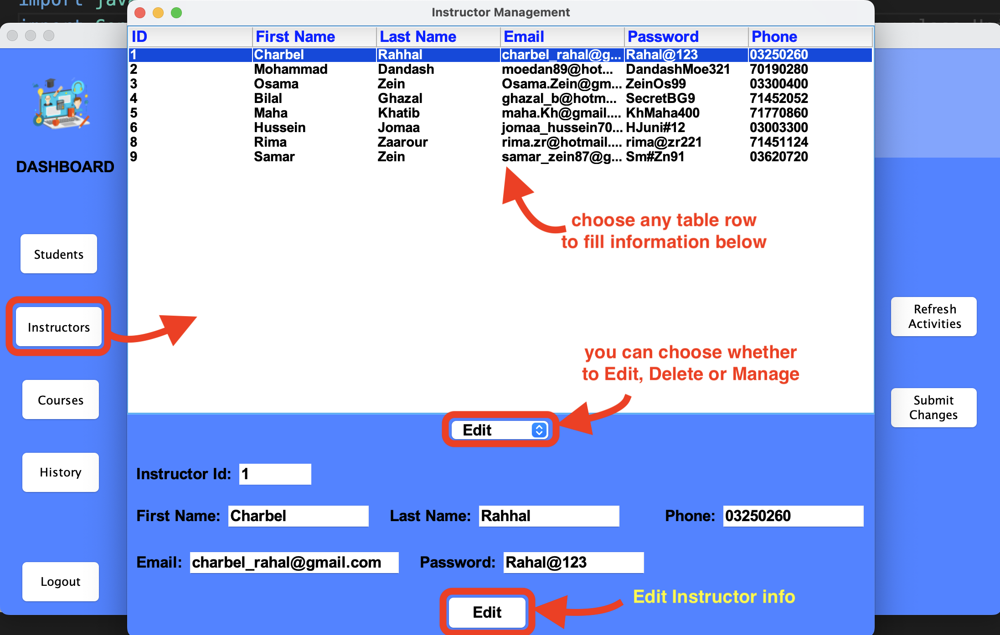 import java
import Con
Instructor Management
ID First Name Last Name Email Password Phone
1 Charbel Rahhal charbel_rahal@g... Rahal@123 03250260
2 Mohammad Dandash moedan89@hot... DandashMoe321 70190280
3 Osama Zein Osama.Zein@gm... ZeinOs99 03300400
4 Bilal Ghazal ghazal_b@hotm... SecretBG9 71452052
5 Maha Khatib maha.Kh@gmail.... KhMaha400 71770860
6 Hussein Jomaa jomaa_hussein70... HJuni#12 03003300
8 Rima Zaarour rima.zr@hotmail.... rima@zr221 71451124
9 Samar Zein samar_zein87@g... Sm#Zn91 03620720
DASHBOARD
Students
Instructors
Courses
History
Logout
choose any table row
to fill information below
you can choose whether
to Edit, Delete or Manage
Edit
Instructor Id: 1
First Name: Charbel Last Name: Rahhal Phone: 03250260
Email: charbel_rahal@gmail.com Password: Rahal@123
Edit
Edit Instructor info
Refresh
Activities
Submit
Changes